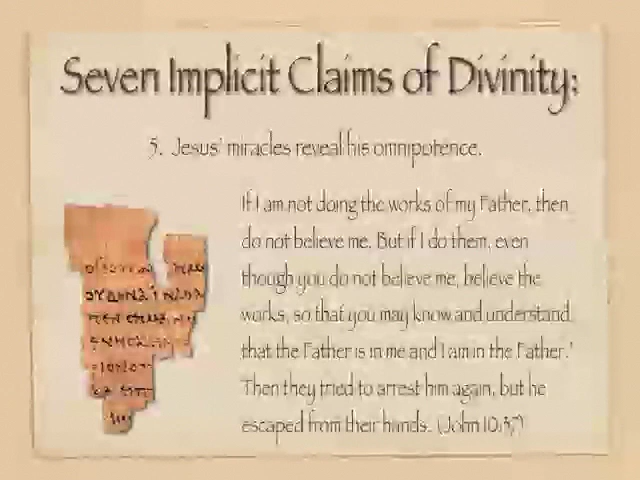 Seven Implicit Claims of Divinity:
5. Jesus' miracles reveal his omnipotence.
If I am not doing the works of my Father, then
do not believe me. But if I do them, even
though you do not believe me, believe the
works, so that you may know and understand
that the Father is in me and I am in the Father.'
Then they tried to arrest him again, but he
escaped from their hands. (John 10:37)